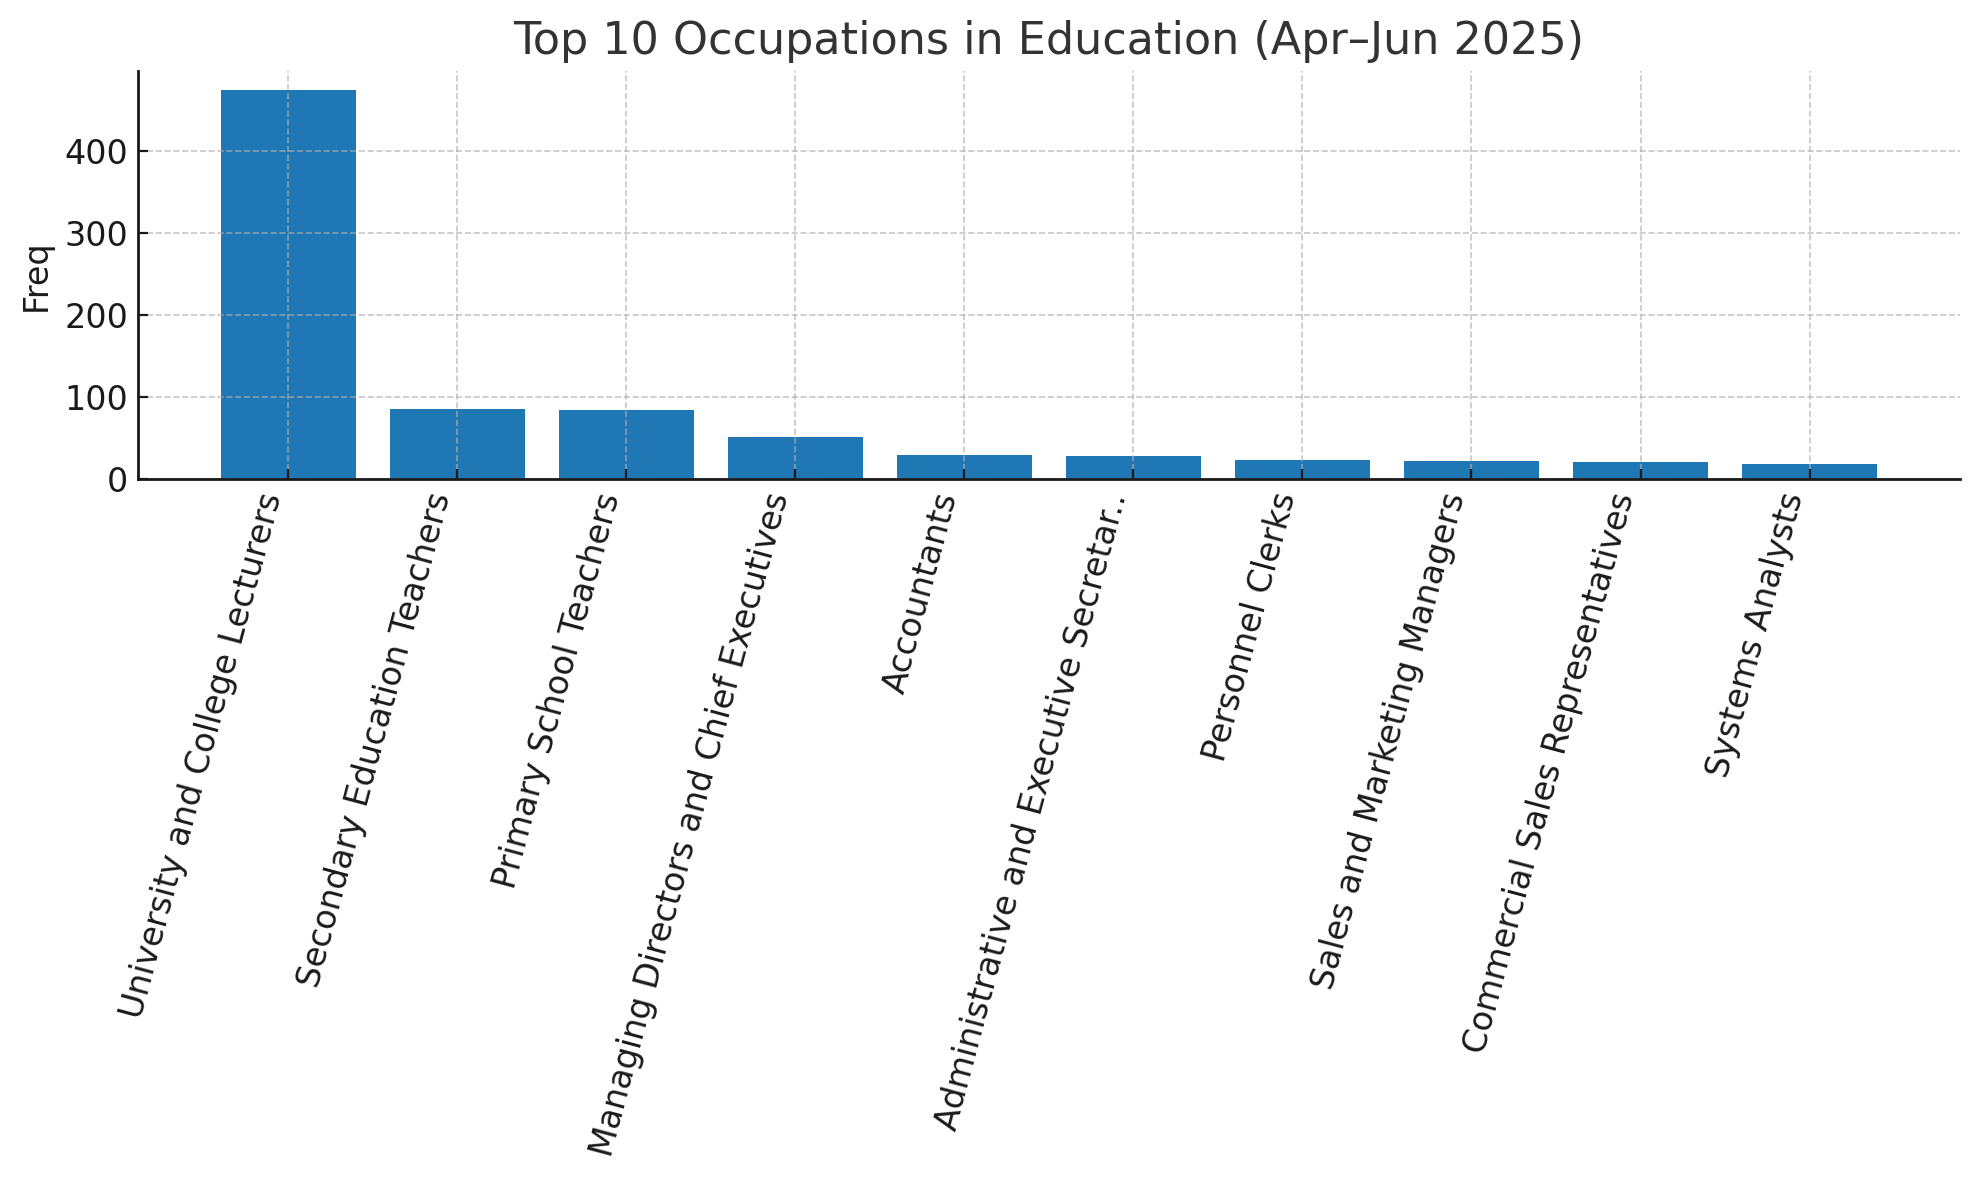 Top 10 Occupations in Education (Apr–Jun 2025)
Freq
400
300
200
100
0
University and College Lecturers
Secondary Education Teachers
Primary School Teachers
Managing Directors and Chief Executives
Accountants
Administrative and Executive Secretar..
Personnel Clerks
Sales and Marketing Managers
Commercial Sales Representatives
Systems Analysts